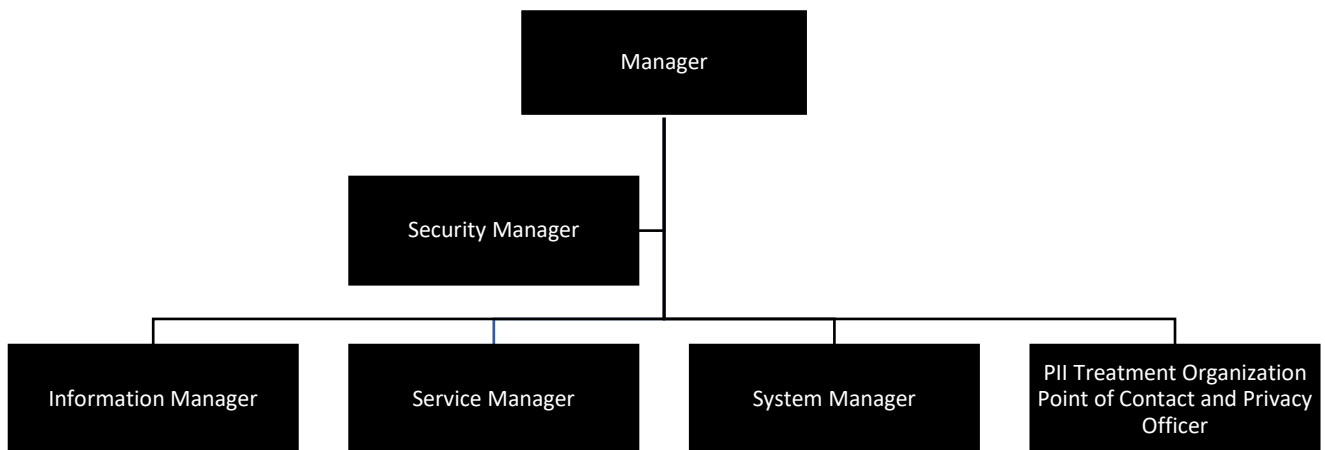 Manager
Security Manager
Information Manager
Service Manager
System Manager
PII Treatment Organization
Point of Contact and Privacy
Officer